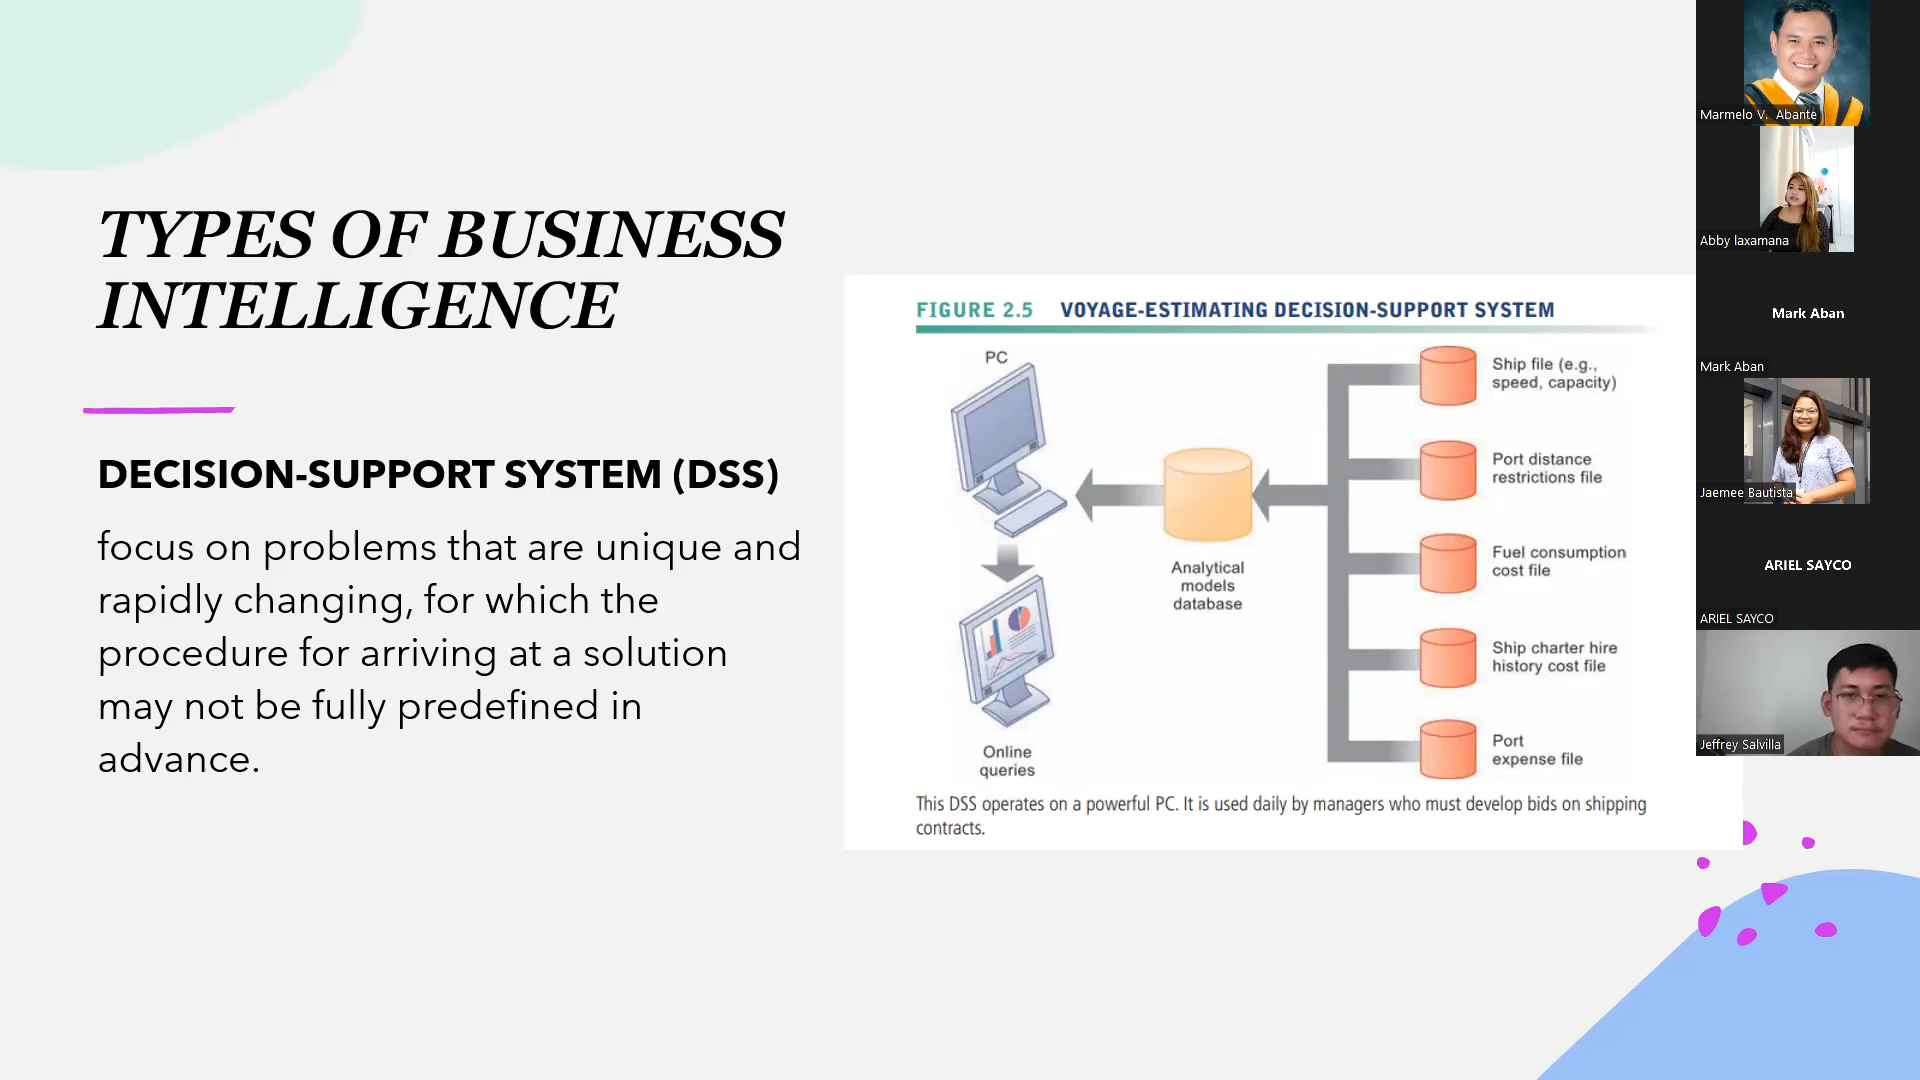 TYPES OF BUSINESS
INTELLIGENCE
DECISION-SUPPORT SYSTEM (DSS)
focus on problems that are unique and
rapidly changing, for which the
procedure for arriving at a solution
may not be fully predefined in
advance.
FIGURE 2.5 VOYAGE-ESTIMATING DECISION-SUPPORT SYSTEM
PC
Online
queries
Analytical
models
database
Ship file (e.g.,
speed, capacity)
Port distance
restrictions file
Fuel consumption
cost file
Ship charter hire
history cost file
Port
expense file
This DSS operates on a powerful PC. It is used daily by managers who must develop bids on shipping
contracts.
Marmelo V. Abante
Abby laxamana
Mark Aban
Mark Aban
Jaemee Bautista
ARIEL SAYCO
ARIEL SAYCO
Jeffrey Salvilla